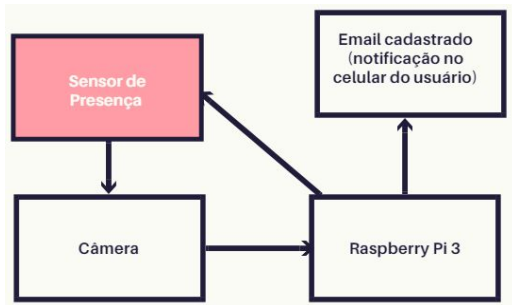 Sensor de
Presença
Email cadastrado
(notificação no
celular do usuário)
Câmera
Raspberry Pi 3